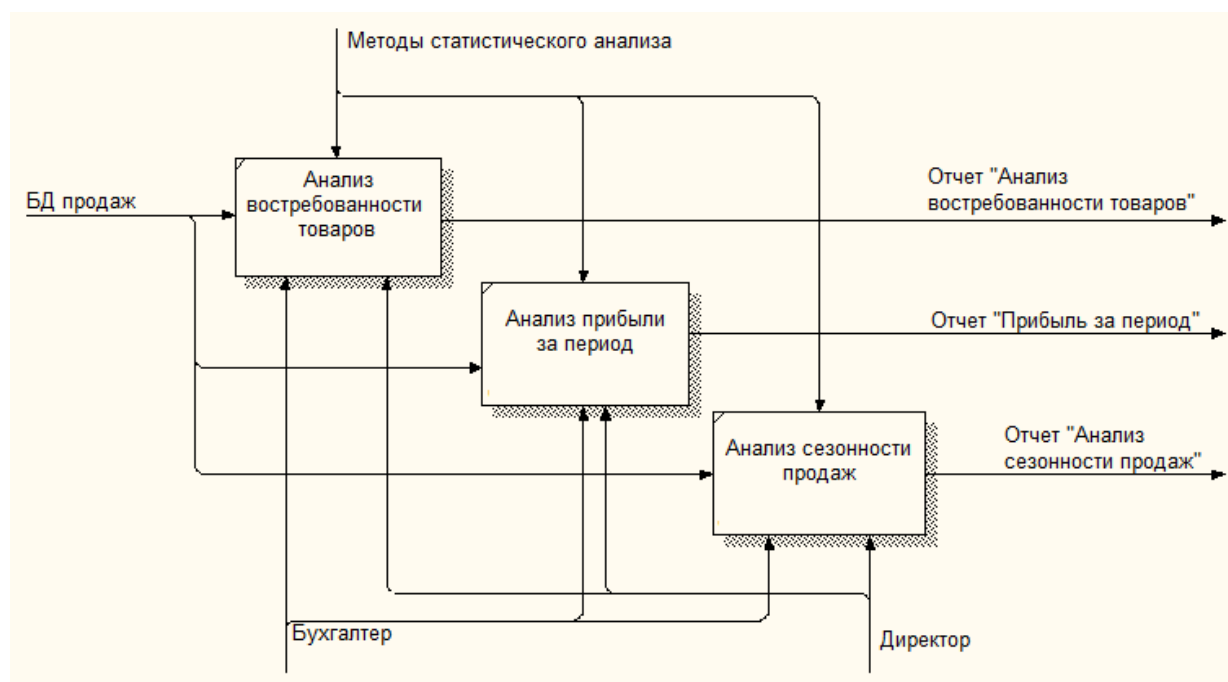 Методы статистического анализа
Анализ
востребованности
товаров
БД продаж
Отчет "Анализ
востребованности товаров"
Анализ прибыли
за период
Отчет "Прибыль за период"
Анализ сезонности
продаж
Отчет "Анализ
сезонности продаж"
Бухгалтер
Директор